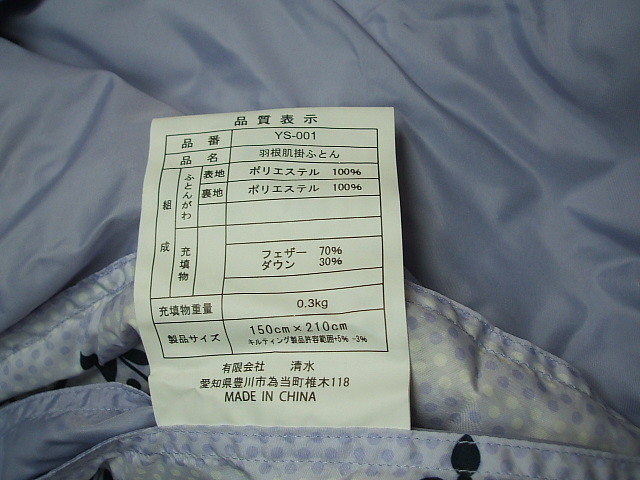 品質表示
品番 YS-001
品名 羽根肌掛ふとん
組成 ふとんがわ 表地 ポリエステル 100%
裏地 ポリエステル 100%
充填物 フェザー 70%
ダウン 30%
充填物重量 0.3kg
製品サイズ 150cm×210cm
キルティング製品許容範囲+5% -3%
有限会社 清水
愛知県豊川市為当町椎木118
MADE IN CHINA